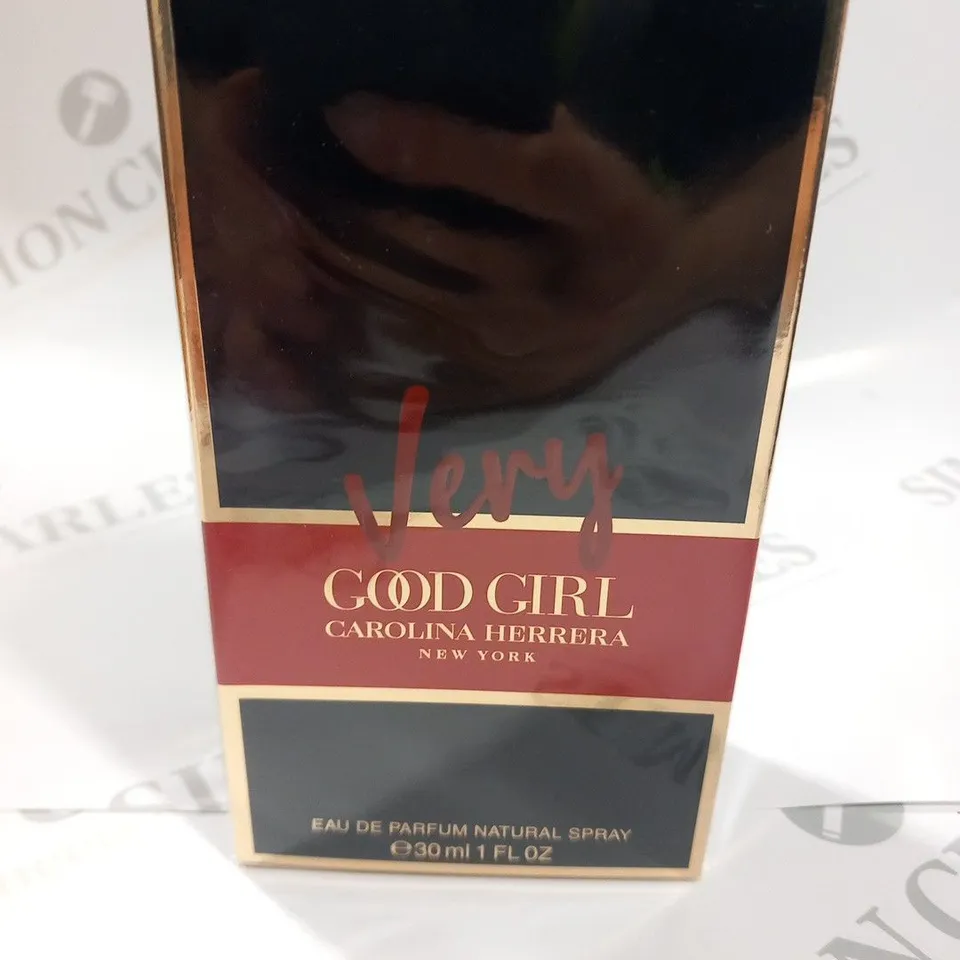 Very
GOOD GIRL
CAROLINA HERRERA
NEW YORK
EAU DE PARFUM NATURAL SPRAY
℮30 ml 1 FL OZ